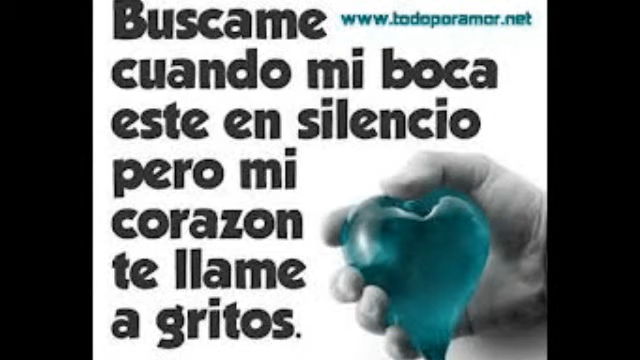 Buscame
www.todoporamor.net
cuando mi boca
este en silencio
pero mi
corazon
te llame
a gritos.